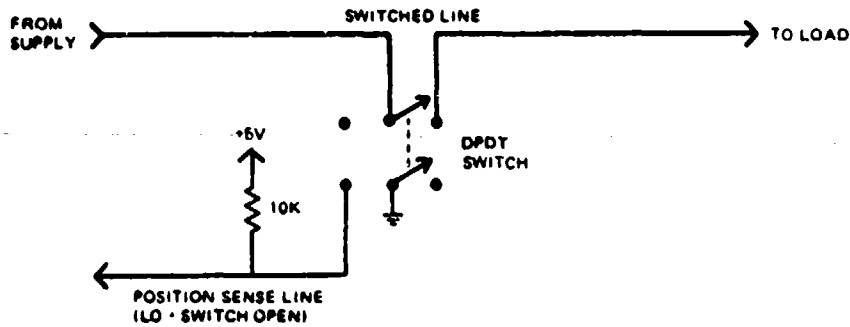 SWITCHED LINE
FROM
SUPPLY
TO LOAD
+5V
DPDT
SWITCH
10K
POSITION SENSE LINE
(LO - SWITCH OPEN)